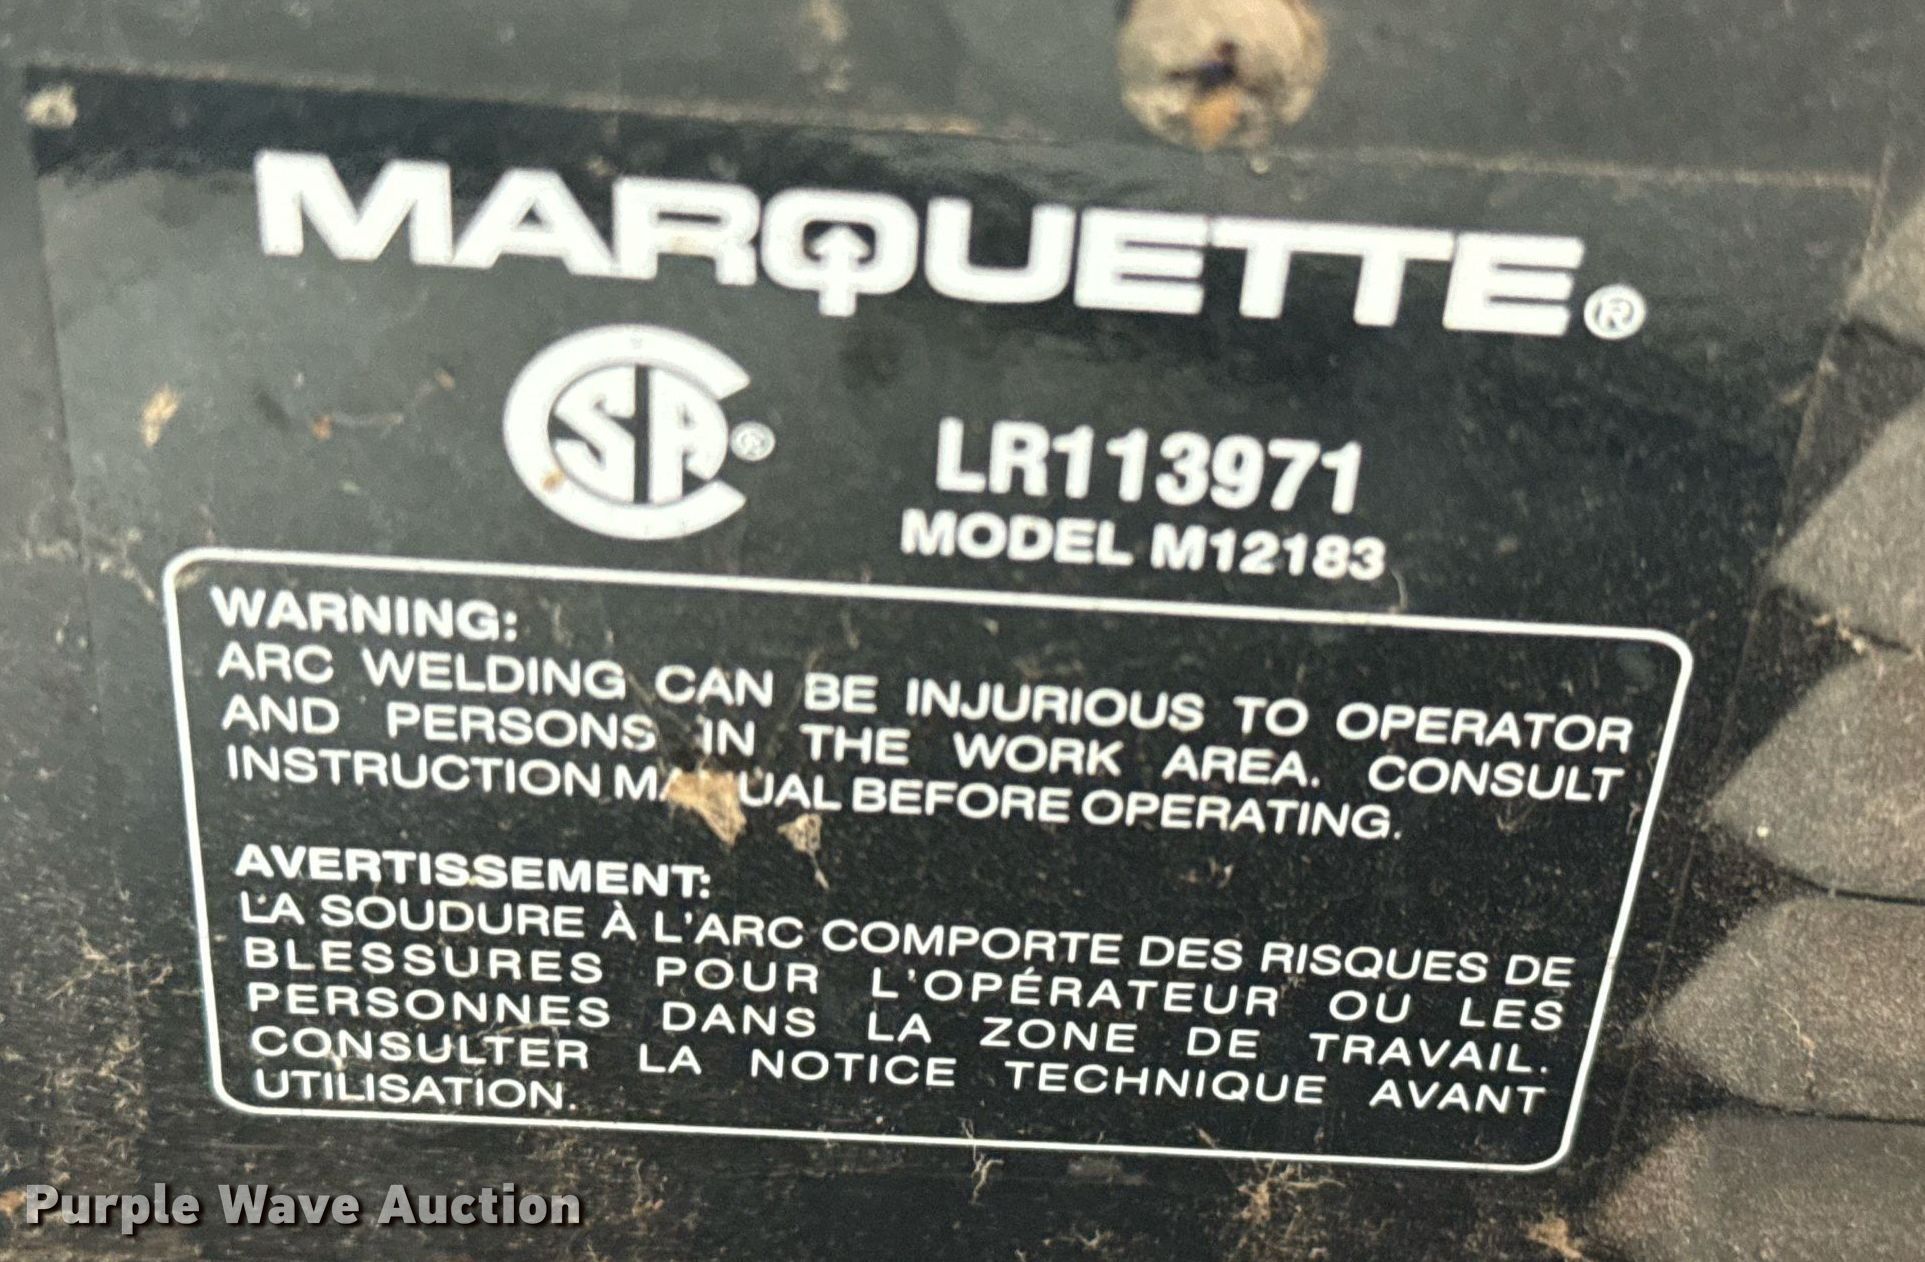 MARQUETTE®
CSA®
LR113971
MODEL M12183
WARNING:
ARC WELDING CAN BE INJURIOUS TO OPERATOR
AND PERSONS IN THE WORK AREA. CONSULT
INSTRUCTION BEFORE OPERATING.
AVERTISSEMENT:
LA SOUDURE À L'ARC COMPORTE DES RISQUES DE
BLESSURES POUR L'OPÉRATEUR OU LES
PERSONNES DANS LA ZONE DE TRAVAIL.
CONSULTER LA NOTICE TECHNIQUE AVANT
UTILISATION.
Purple Wave Auction